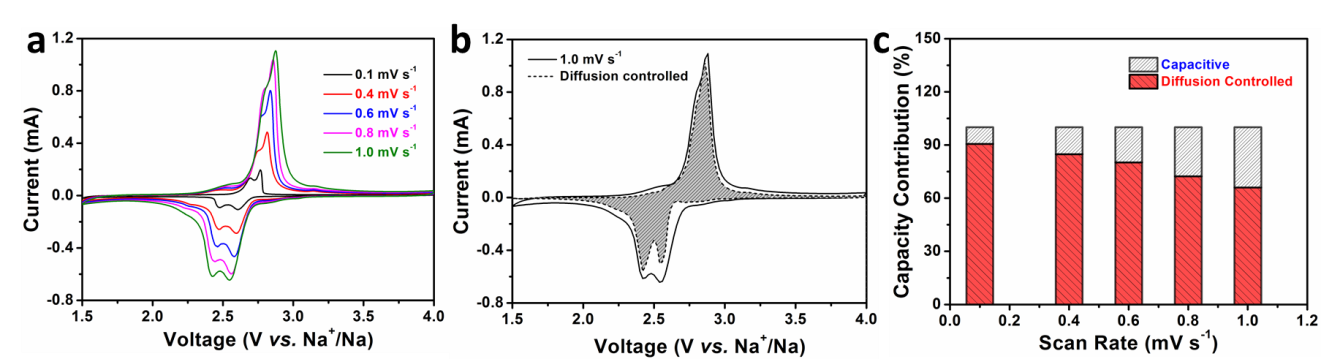 a
1.2
0.8
0.4
0.0
-0.4
-0.8
Current (mA)
0.1 mV s⁻¹
0.4 mV s⁻¹
0.6 mV s⁻¹
0.8 mV s⁻¹
1.0 mV s⁻¹
1.5 2.0 2.5 3.0 3.5 4.0
Voltage (V vs. Na⁺/Na)
b
1.2
0.8
0.4
0.0
-0.4
-0.8
Current (mA)
1.0 mV s⁻¹
Diffusion controlled
1.5 2.0 2.5 3.0 3.5 4.0
Voltage (V vs. Na⁺/Na)
c
150
120
90
60
30
0
Capacity Contribution (%)
Capacitive
Diffusion Controlled
0.0 0.2 0.4 0.6 0.8 1.0 1.2
Scan Rate (mV s⁻¹)